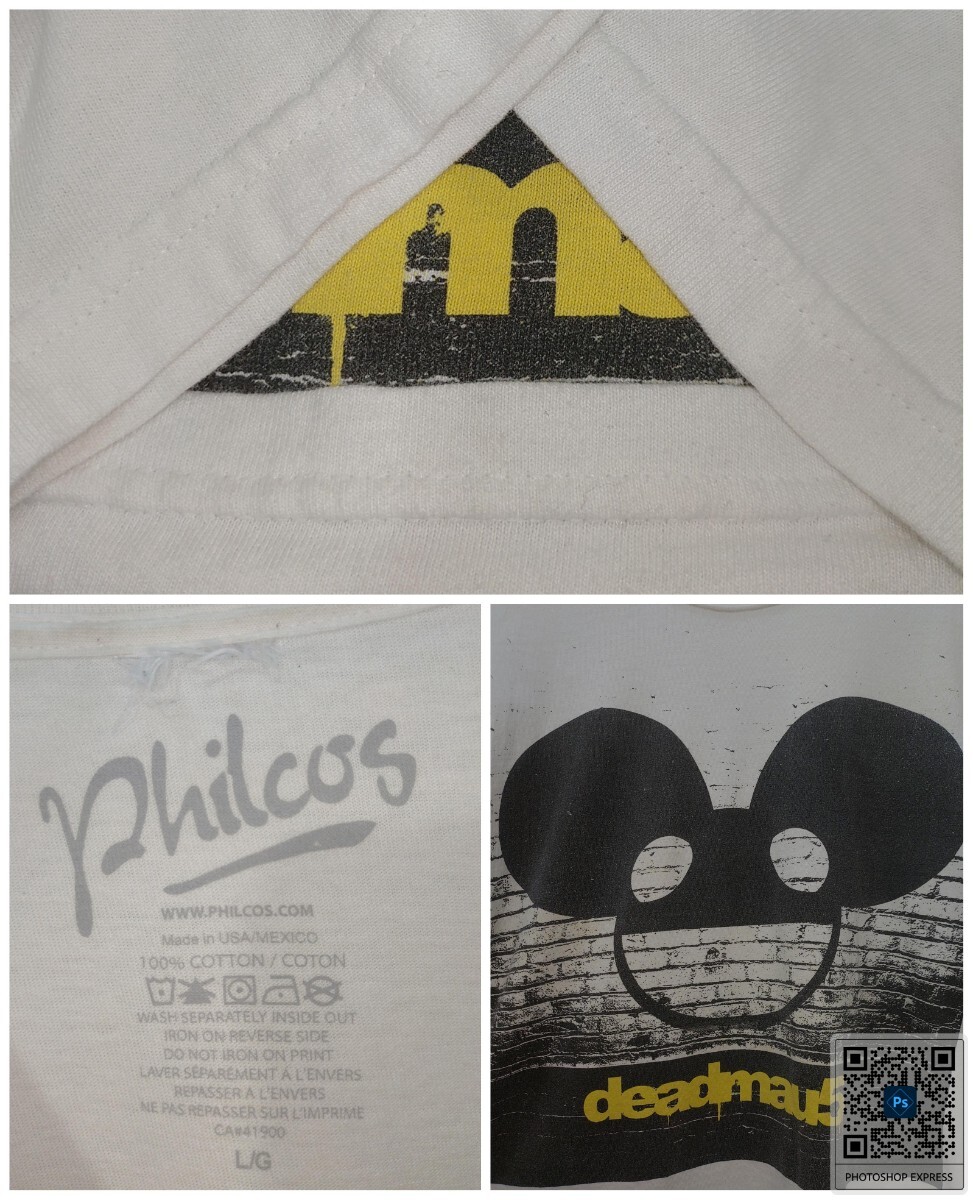 m
Philcos
WWW.PHILCOS.COM
Made in USA/MEXICO
100% COTTON / COTON
WASH SEPARATELY INSIDE OUT
IRON ON REVERSE SIDE
DO NOT IRON ON PRINT
LAVER SÉPARÉMENT À L'ENVERS
REPASSER À L'ENVERS
NE PAS REPASSER SUR L'IMPRIME
CA#41900
L/G
deadmau5
Ps
PHOTOSHOP EXPRESS